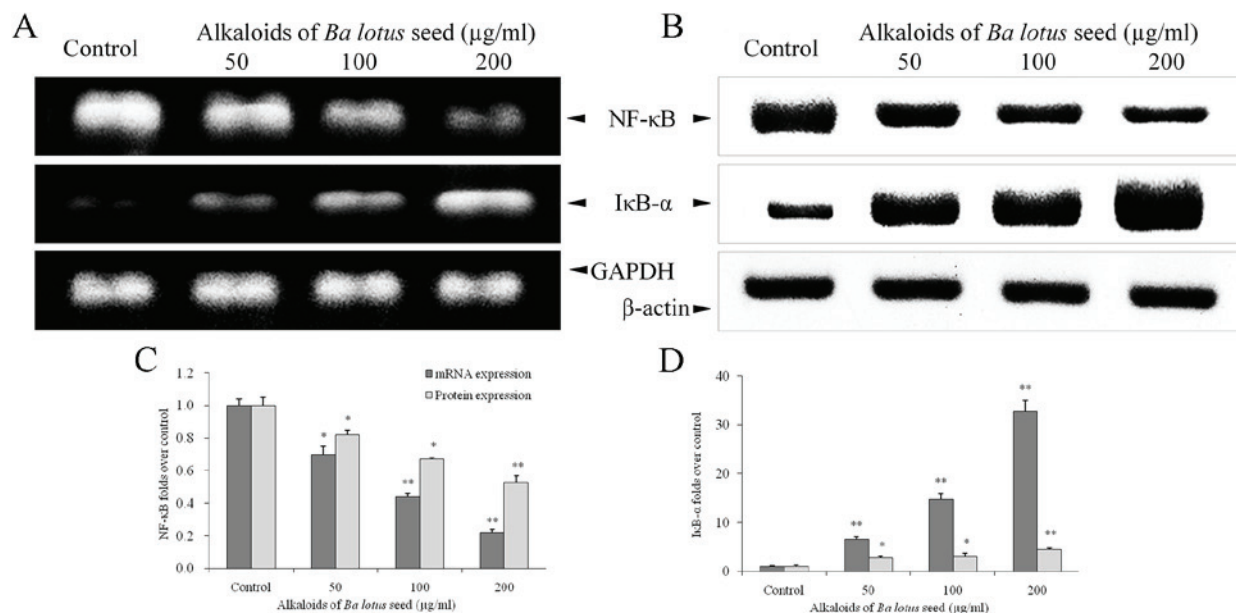 A
Control
Alkaloids of Ba lotus seed (µg/ml)
50 100 200
B
Control
Alkaloids of Ba lotus seed (µg/ml)
50 100 200
NF-κB
IκB-α
GAPDH
β-actin
C
NF-κB folds over control
1.2
1.0
0.8
0.6
0.4
0.2
0.0
mRNA expression
Protein expression
* *
** *
** **
Control 50 100 200
Alkaloids of Ba lotus seed (µg/ml)
D
IκB-α folds over control
40
30
20
10
0
** *
** *
** **
Control 50 100 200
Alkaloids of Ba lotus seed (µg/ml)